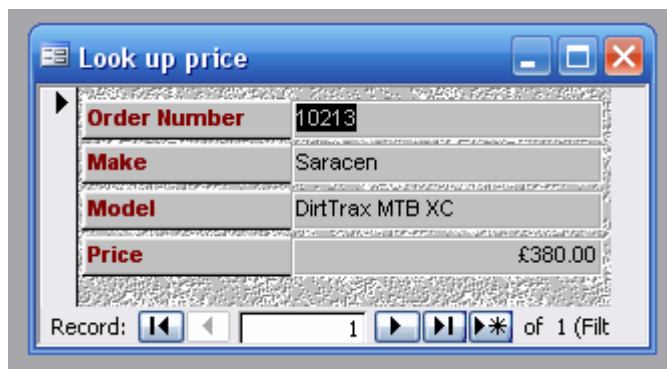 Look up price
Order Number 10213
Make Saracen
Model DirtTrax MTB XC
Price £380.00
Record: 1 of 1 (Filt